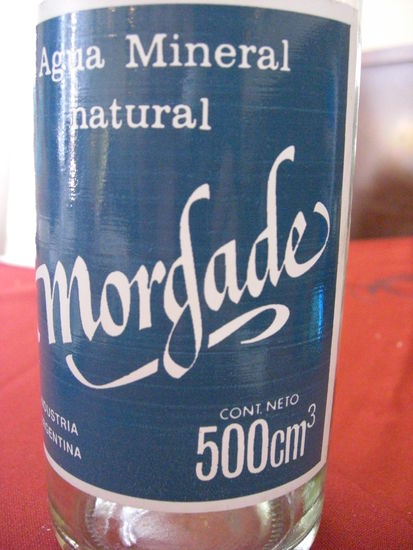 Agua Mineral
natural
Morgade
INDUSTRIA
ARGENTINA
CONT. NETO
500cm³